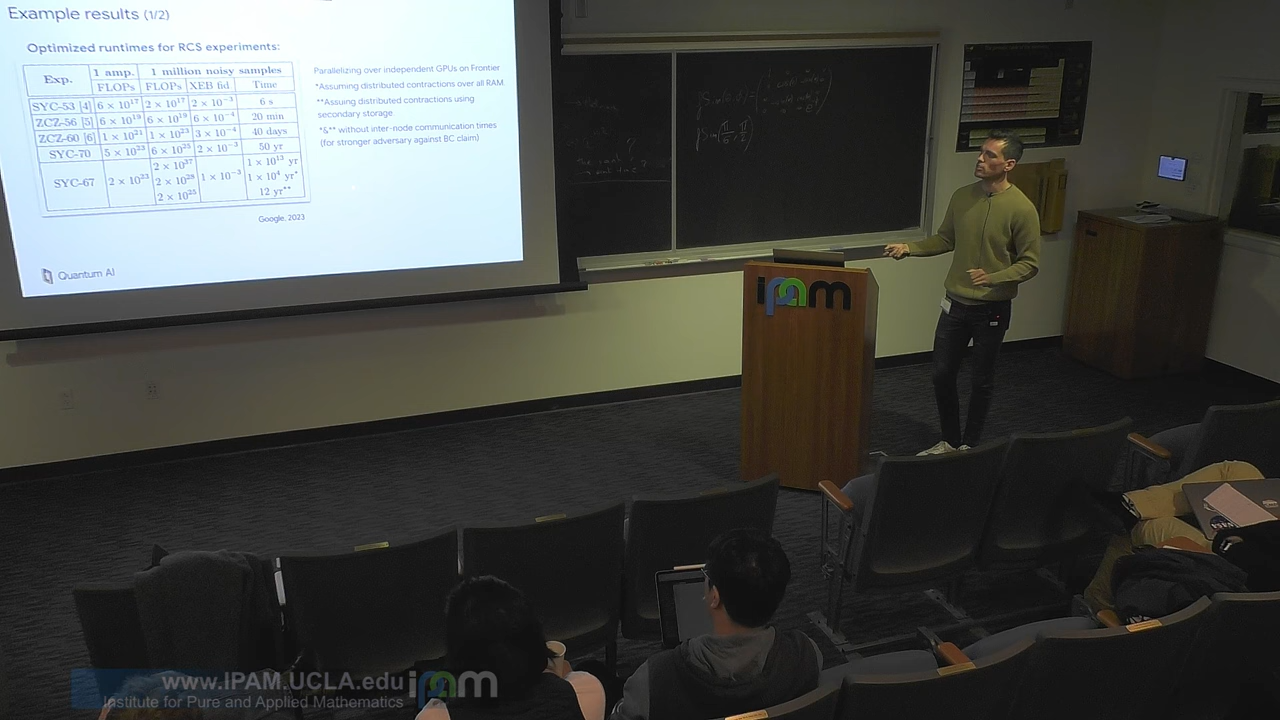 Example results (1/2)
Optimized runtimes for RCS experiments:
Exp. 1 amp. 1 million noisy samples
FLOPs FLOPs XEB fid Time
SYC-53 [4] 6 × 10^17 2 × 10^17 2 × 10^-3 6 s
ZCZ-56 [5] 6 × 10^19 6 × 10^19 6 × 10^-4 20 min
ZCZ-60 [6] 1 × 10^21 1 × 10^23 3 × 10^-4 40 days
SYC-70 5 × 10^23 6 × 10^25 2 × 10^-3 50 yr
2 × 10^37 1 × 10^13 yr
SYC-67 2 × 10^23 2 × 10^28 1 × 10^-3 1 × 10^4 yr*
2 × 10^25 12 yr**
Parallelizing over independent GPUs on Frontier
*Assuming distributed contractions over all RAM
**Assuing distributed contractions using
secondary storage
*&** without inter-node communication times
(for stronger adversary against BC claim)
Google, 2023
Quantum AI
ipam
www.IPAM.UCLA.edu
ipam
Institute for Pure and Applied Mathematics